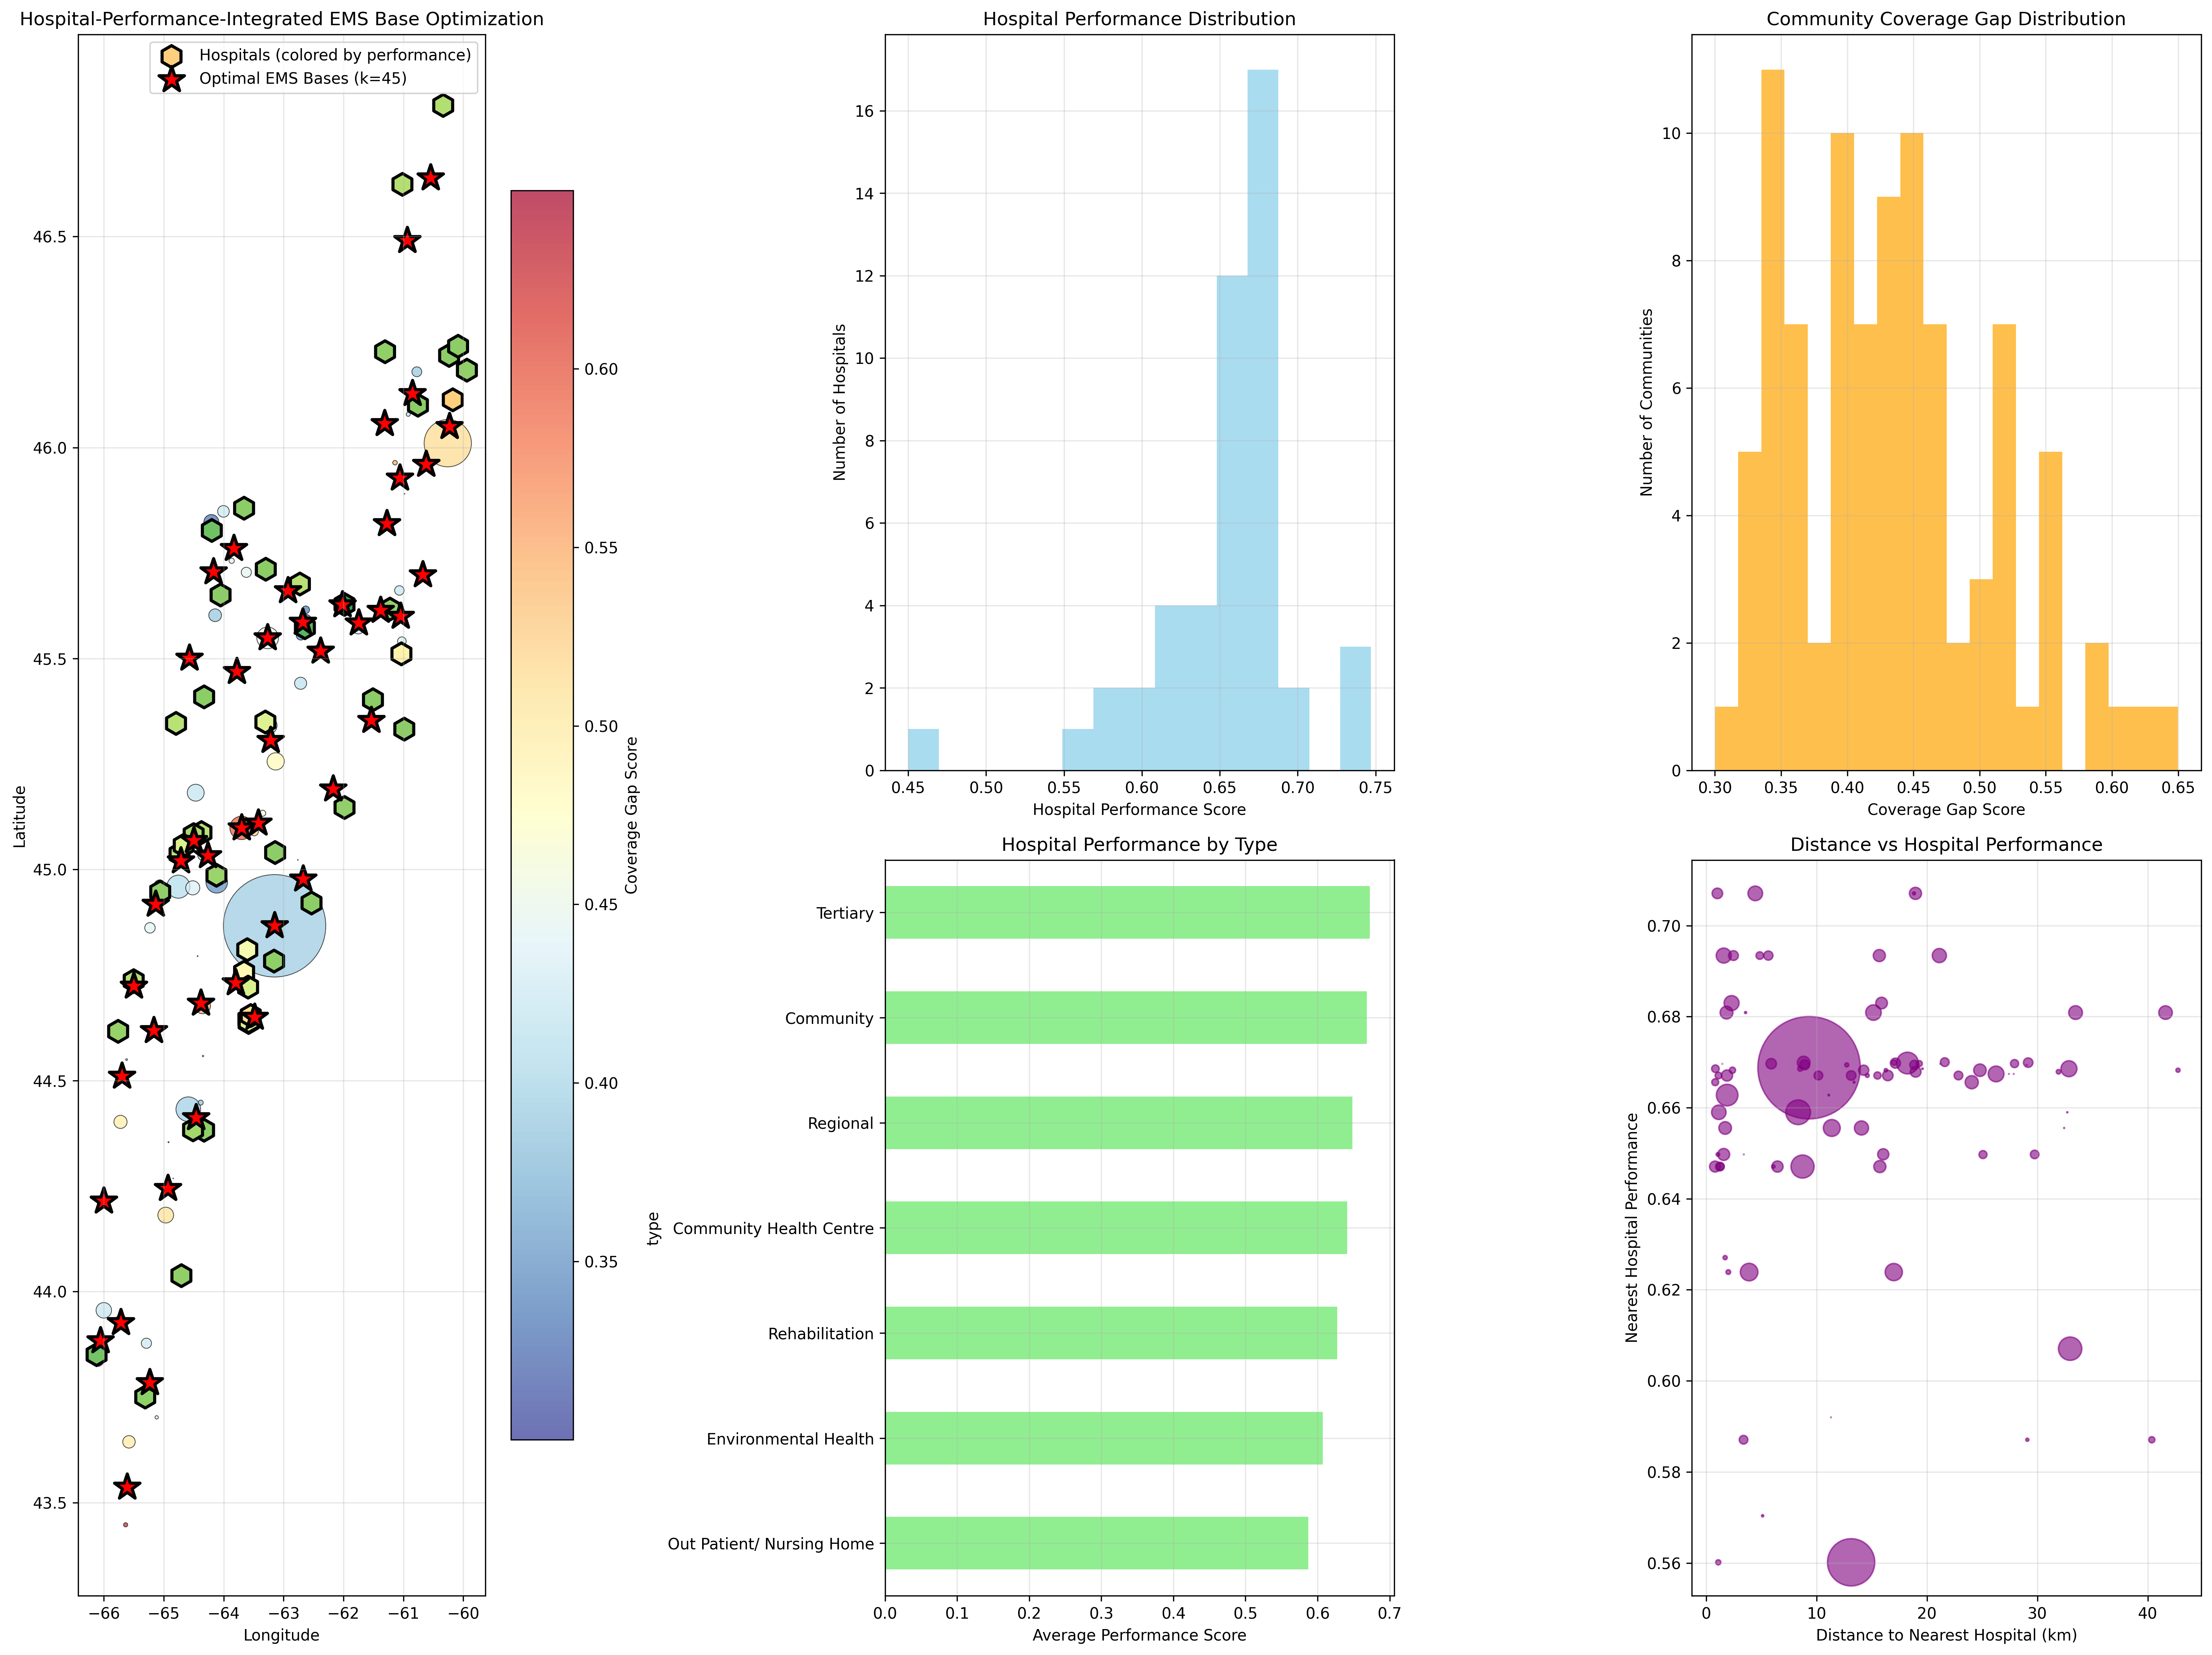 Hospital-Performance-Integrated EMS Base Optimization
Hospitals (colored by performance)
Optimal EMS Bases (k=45)
46.5
46.0
45.5
45.0
44.5
44.0
43.5
Latitude
−66 −65 −64 −63 −62 −61 −60
Longitude
0.60
0.55
0.50
0.45
0.40
0.35
Coverage Gap Score
Hospital Performance Distribution
16
14
12
10
8
6
4
2
0
Number of Hospitals
0.45 0.50 0.55 0.60 0.65 0.70 0.75
Hospital Performance Score
Community Coverage Gap Distribution
10
8
6
4
2
0
Number of Communities
0.30 0.35 0.40 0.45 0.50 0.55 0.60 0.65
Coverage Gap Score
Hospital Performance by Type
Tertiary
Community
Regional
Community Health Centre
Rehabilitation
Environmental Health
Out Patient/ Nursing Home
type
0.0 0.1 0.2 0.3 0.4 0.5 0.6 0.7
Average Performance Score
Distance vs Hospital Performance
0.70
0.68
0.66
0.64
0.62
0.60
0.58
0.56
Nearest Hospital Performance
0 10 20 30 40
Distance to Nearest Hospital (km)